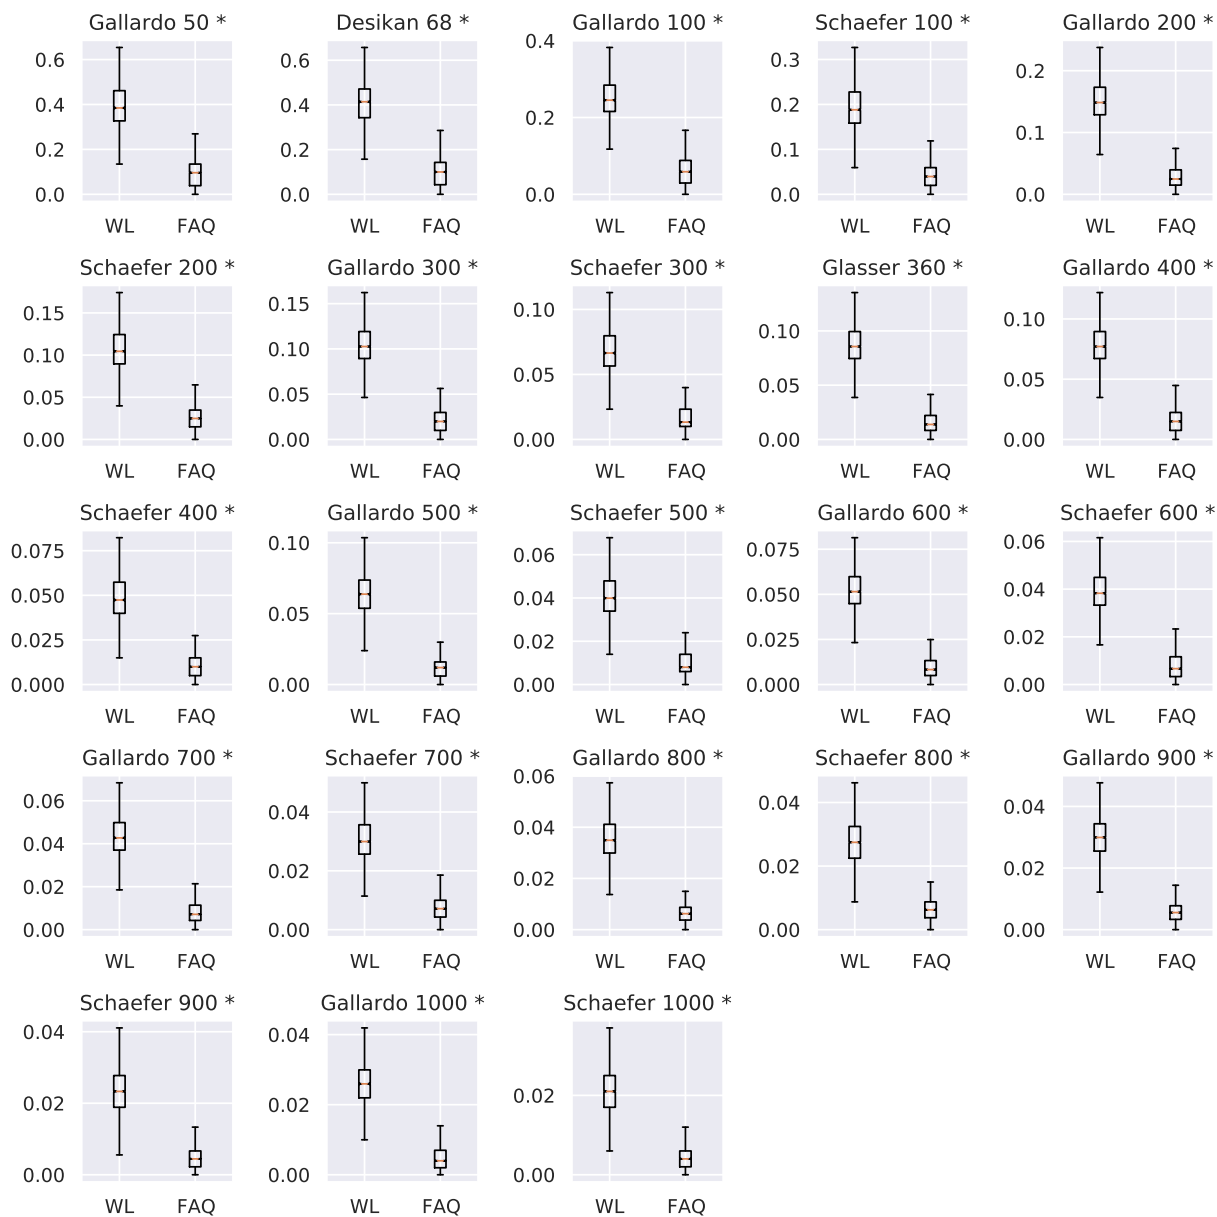 Gallardo 50 * Desikan 68 * Gallardo 100 * Schaefer 100 * Gallardo 200 *
0.6 0.6 0.4 0.3 0.2
0.4 0.4 0.2 0.2 0.1
0.2 0.2 0.0 0.1 0.0
0.0 0.0 0.0
WL FAQ WL FAQ WL FAQ WL FAQ WL FAQ
Schaefer 200 * Gallardo 300 * Schaefer 300 * Glasser 360 * Gallardo 400 *
0.15 0.15 0.10 0.10 0.10
0.10 0.10 0.05 0.05 0.05
0.05 0.05 0.00 0.00 0.00
0.00 0.00
WL FAQ WL FAQ WL FAQ WL FAQ WL FAQ
Schaefer 400 * Gallardo 500 * Schaefer 500 * Gallardo 600 * Schaefer 600 *
0.075 0.10 0.06 0.075 0.06
0.050 0.05 0.04 0.050 0.04
0.025 0.00 0.02 0.025 0.02
0.000 0.00 0.000 0.00
WL FAQ WL FAQ WL FAQ WL FAQ WL FAQ
Gallardo 700 * Schaefer 700 * Gallardo 800 * Schaefer 800 * Gallardo 900 *
0.06 0.04 0.06 0.04 0.04
0.04 0.02 0.04 0.02 0.02
0.02 0.00 0.02 0.00 0.00
0.00 0.00
WL FAQ WL FAQ WL FAQ WL FAQ WL FAQ
Schaefer 900 * Gallardo 1000 * Schaefer 1000 *
0.04 0.04 0.02
0.02 0.02 0.00
0.00 0.00
WL FAQ WL FAQ WL FAQ